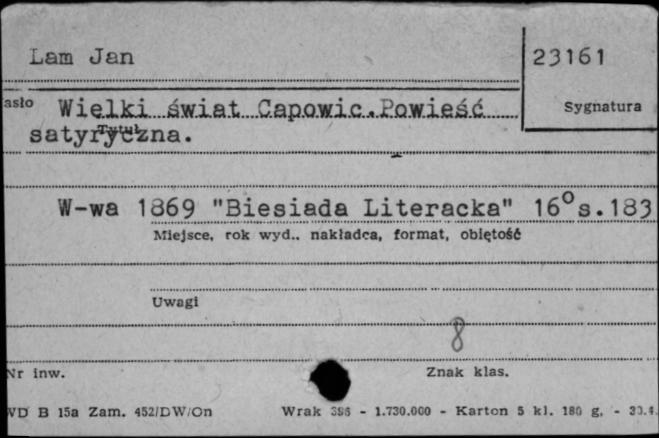 Lam Jan
23161
asło Wielki świat Capowic.Powieść
Sygnatura
Tytuł
satyryczna.
W-wa 1869 "Biesiada Literacka" 16° s.183
Miejsce, rok wyd., nakładca, format, objętość
Uwagi
8
Nr inw.
Znak klas.
WD B 15a Zam. 452/DW/On Wrak 396 - 1.730.000 - Karton 5 kl. 180 g. -